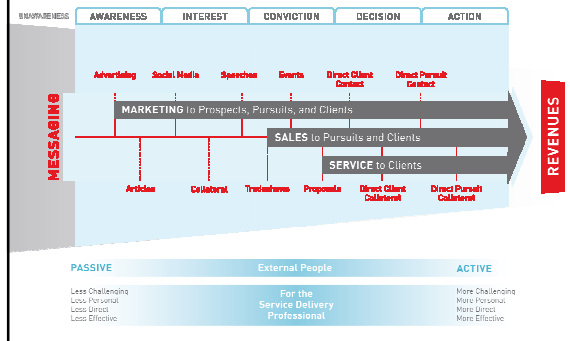 UNAWARENESS AWARENESS INTEREST CONVICTION DECISION ACTION
Advertising Social Media Speeches Events Direct Client Contact Direct Pursuit Contact
MESSAGING
MARKETING to Prospects, Pursuits, and Clients
SALES to Pursuits and Clients
SERVICE to Clients
REVENUES
Articles Collateral Tradeshows Proposals Direct Client Collateral Direct Pursuit Collateral
PASSIVE External People ACTIVE
Less Challenging
Less Personal
Less Direct
Less Effective
For the
Service Delivery
Professional
More Challenging
More Personal
More Direct
More Effective